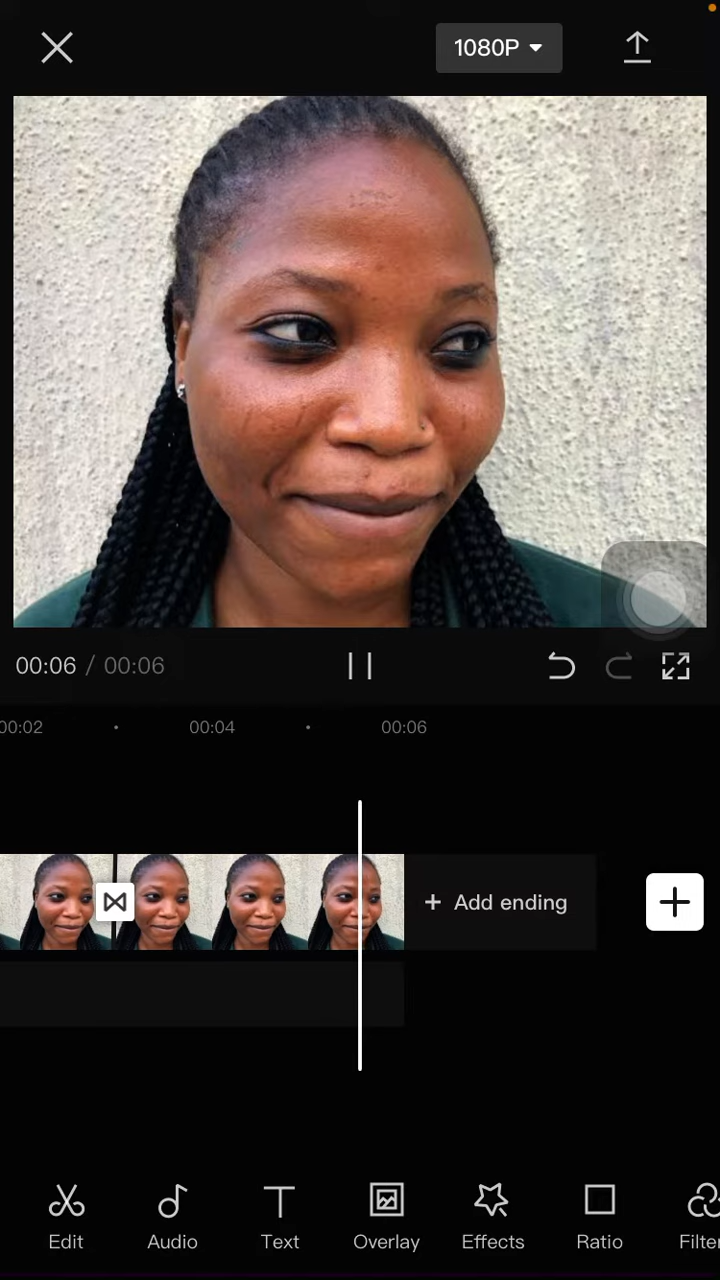 1080P
00:06 / 00:06
00:02 00:04 00:06
+ Add ending
Edit Audio Text Overlay Effects Ratio Filter